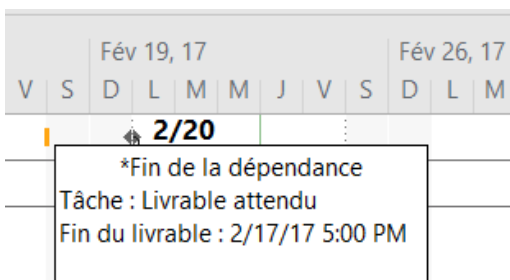 Fév 19, 17 Fév 26, 17
V S D L M M J V S D L M
2/20
*Fin de la dépendance
Tâche : Livrable attendu
Fin du livrable : 2/17/17 5:00 PM